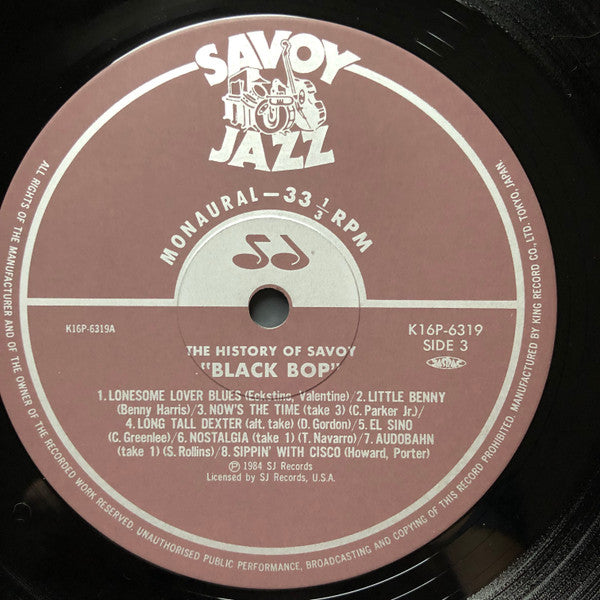 SAVOY
JAZZ
MONAURAL—33 1/3 RPM
K16P-6319A
K16P-6319
SIDE 3
JASRAC
THE HISTORY OF SAVOY
"BLACK BOP"
1. LONESOME LOVER BLUES (Eckstine, Valentine)/2. LITTLE BENNY
(Benny Harris)/3. NOW'S THE TIME (take 3) (C. Parker Jr.)/
4. LONG TALL DEXTER (alt. take) (D. Gordon)/5. EL SINO
(C. Greenlee)/6. NOSTALGIA (take 1) (T. Navarro)/7. AUDOBAHN
(take 1) (S. Rollins)/8. SIPPIN' WITH CISCO (Howard, Porter)
Ⓟ 1984 SJ Records
Licensed by SJ Records, U.S.A.
ALL RIGHTS OF THE MANUFACTURER AND OF THE OWNER OF THE RECORDED WORK RESERVED. UNAUTHORISED PUBLIC PERFORMANCE, BROADCASTING AND COPYING OF THIS RECORD PROHIBITED. MANUFACTURED BY KING RECORD CO., LTD. TOKYO, JAPAN.